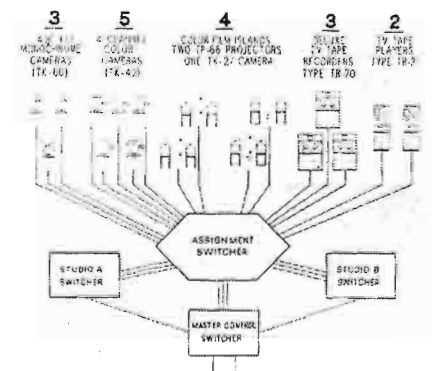 3
MONOCHROME
CAMERAS
(TK-60)
5
4 CHANNEL
COLOR
CAMERAS
(TK-42)
4
COLOR FILM ISLANDS
TWO TP-66 PROJECTORS
ONE TK-27 CAMERA
3
DELUXE
TV TAPE
RECORDERS
TYPE TR-70
2
TV TAPE
PLAYERS
TYPE TR-3
ASSIGNMENT
SWITCHER
STUDIO A
SWITCHER
STUDIO B
SWITCHER
MASTER CONTROL
SWITCHER